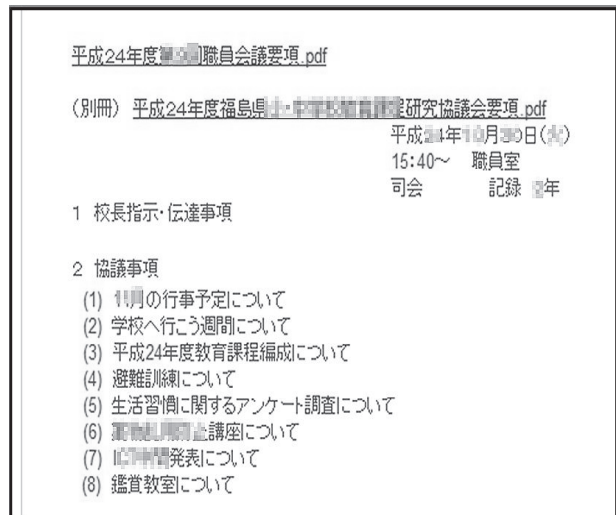 平成24年度 職員会議要項.pdf
(別冊) 平成24年度福島県 研究協議会要項.pdf
平成 年 月 日( )
15:40~ 職員室
司会 記録 年
1 校長指示・伝達事項
2 協議事項
(1) 月の行事予定について
(2) 学校へ行こう週間について
(3) 平成24年度教育課程編成について
(4) 避難訓練について
(5) 生活習慣に関するアンケート調査について
(6) 講座について
(7) 発表について
(8) 鑑賞教室について